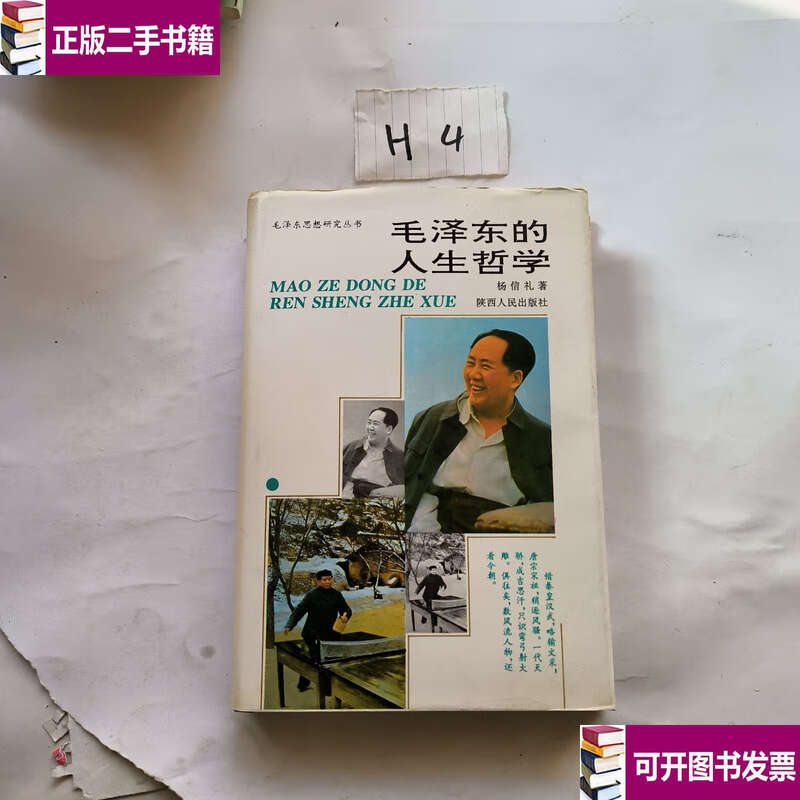 正版二手书籍
H4
毛泽东思想研究丛书
毛泽东的
人生哲学
MAO ZE DONG DE
REN SHENG ZHE XUE
杨信礼著
陕西人民出版社
惜秦皇汉武，略输文采，
唐宗宋祖，稍逊风骚。一代天
骄，成吉思汗，只识弯弓射大
雕。俱往矣，数风流人物，还
看今朝。
可开图书发票